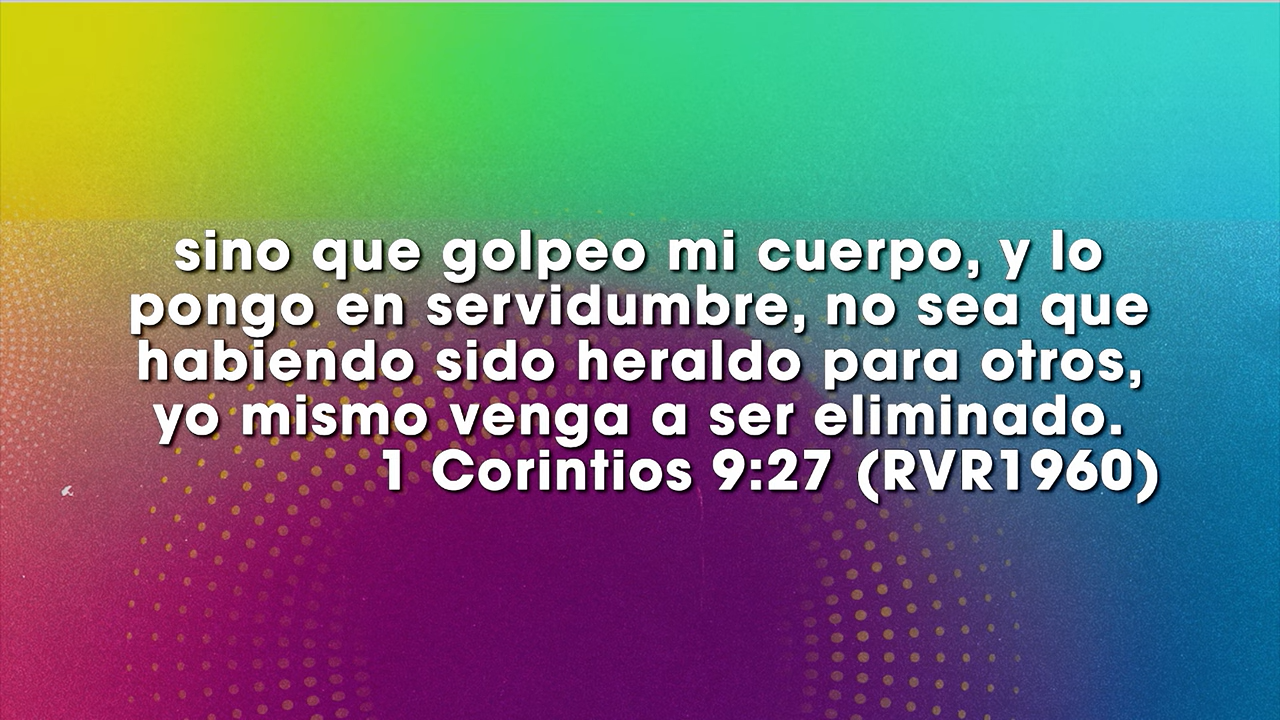 sino que golpeo mi cuerpo, y lo
pongo en servidumbre, no sea que
habiendo sido heraldo para otros,
yo mismo venga a ser eliminado.
1 Corintios 9:27 (RVR1960)